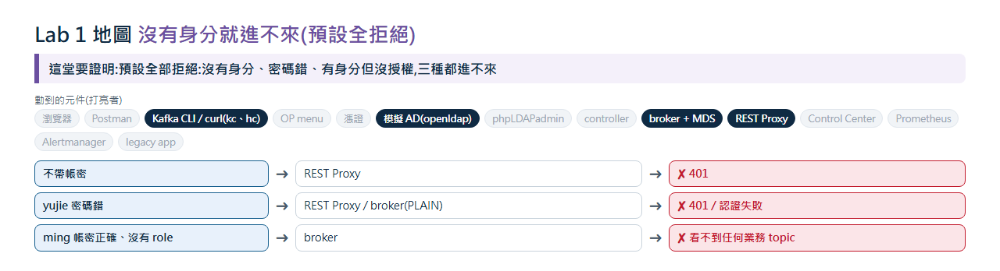 Lab 1 地圖 沒有身分就進不來(預設全拒絕)
這堂要證明:預設全部拒絕:沒有身分、密碼錯、有身分但沒授權,三種都進不來
動到的元件(打亮者)
瀏覽器 Postman Kafka CLI / curl(kc、hc) OP menu 憑證 模擬 AD(openldap) phpLDAPadmin controller broker + MDS REST Proxy Control Center Prometheus
Alertmanager legacy app
不帶帳密 → REST Proxy → ✗ 401
yujie 密碼錯 → REST Proxy / broker(PLAIN) → ✗ 401 / 認證失敗
ming 帳密正確、沒有 role → broker → ✗ 看不到任何業務 topic